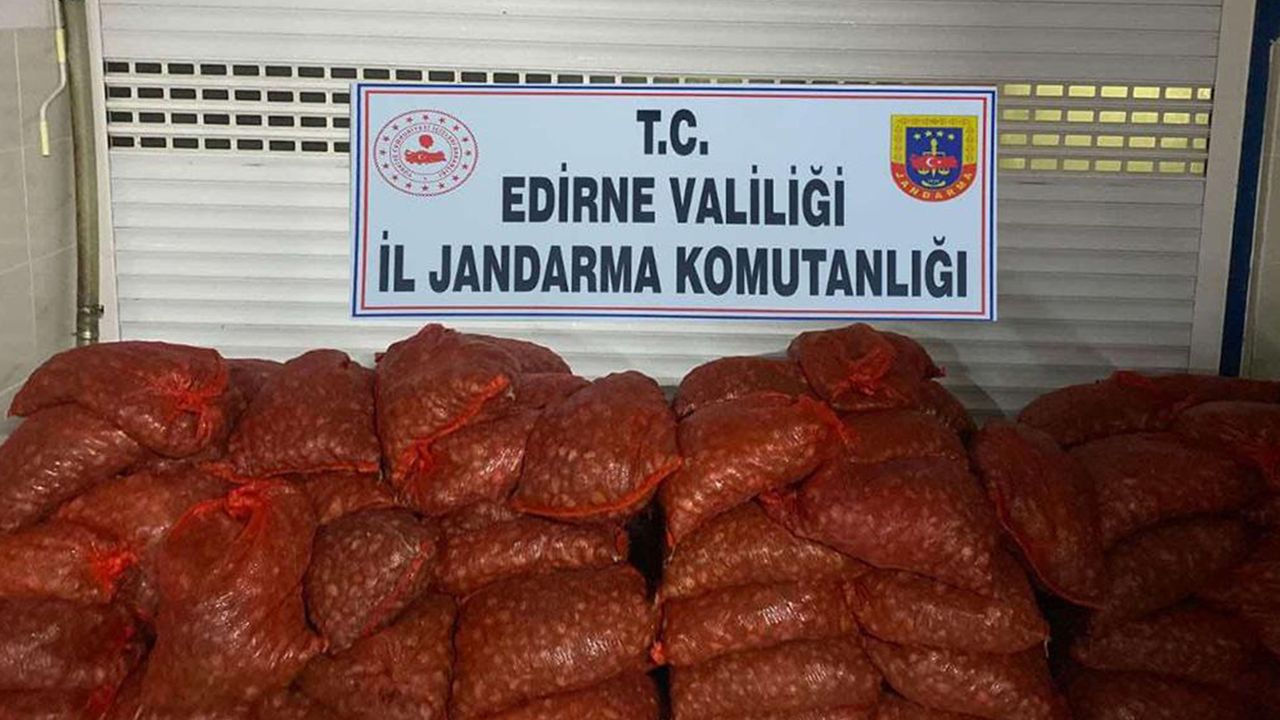 T.C.
EDİRNE VALİLİĞİ
İL JANDARMA KOMUTANLIĞI
JANDARMA